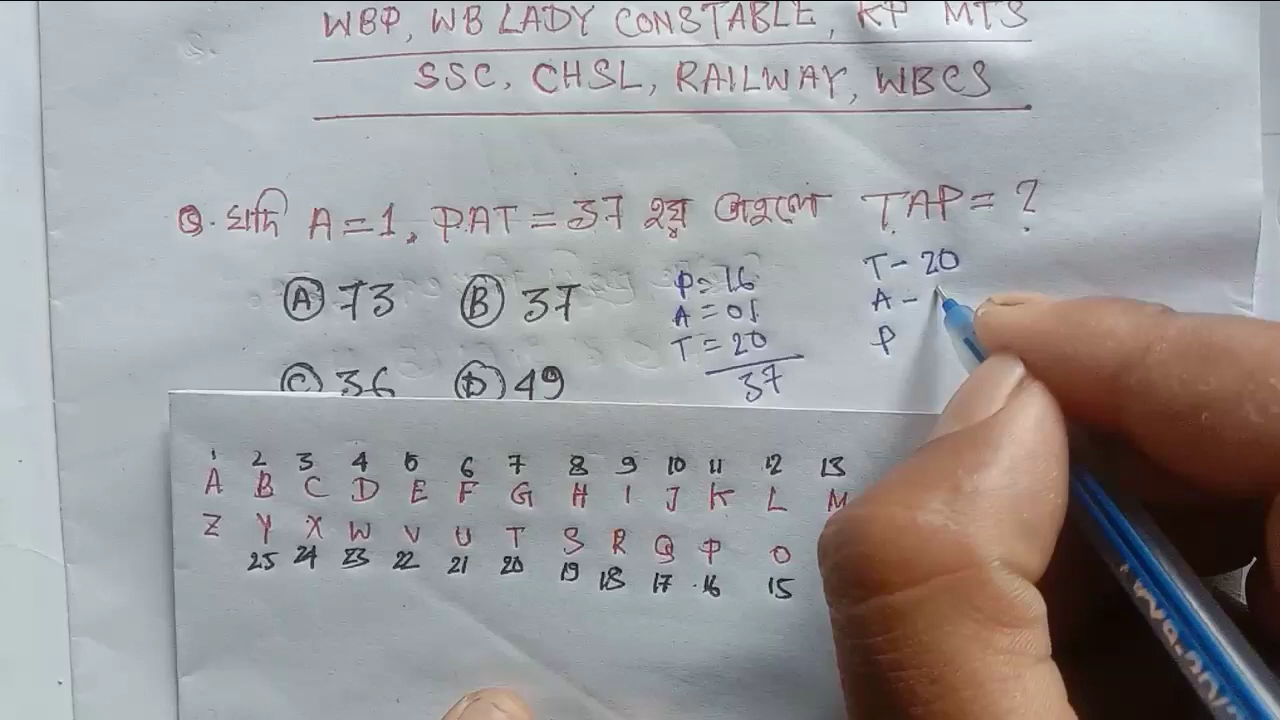 WBP, WB LADY CONSTABLE, KP MTS
SSC, CHSL, RAILWAY, WBCS
Q. যদি A=1, PAT=37 হয় তাহলে TAP=?
(A) 73 (B) 37
(C) 36 (D) 49
P=16
A=01
T=20
37
T-20
A-
P
1 2 3 4 5 6 7 8 9 10 11 12 13
A B C D E F G H I J K L M
Z Y X W V U T S R Q P O
25 24 23 22 21 20 19 18 17 16 15